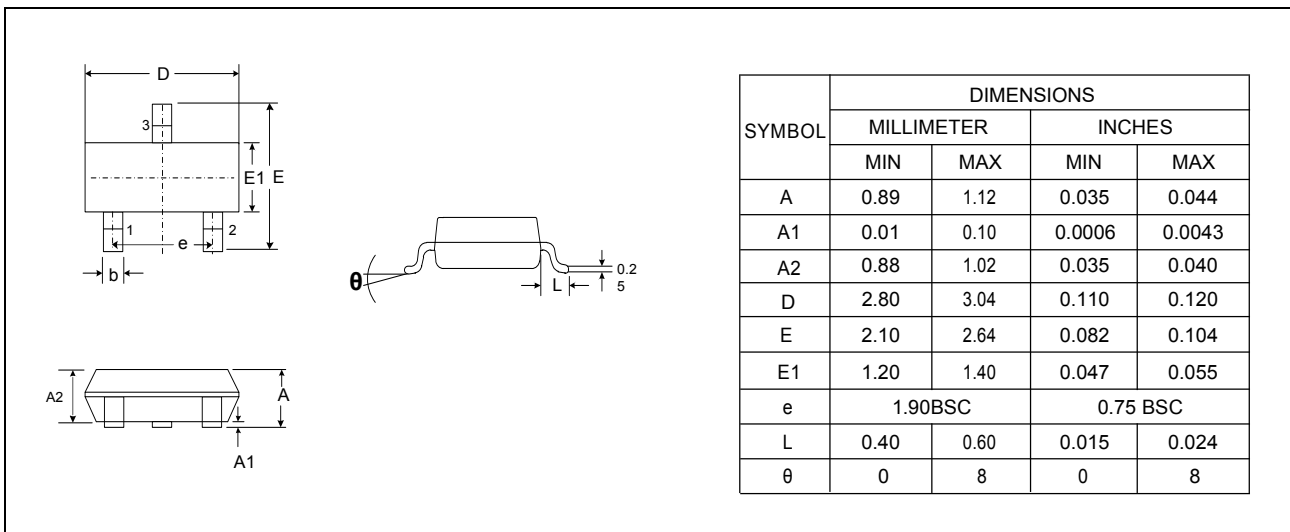 D
3
E1 E
1
2
e
b
θ
L
0.2
5
A2
A
A1
DIMENSIONS
SYMBOL MILLIMETER INCHES
MIN MAX MIN MAX
A 0.89 1.12 0.035 0.044
A1 0.01 0.10 0.0006 0.0043
A2 0.88 1.02 0.035 0.040
D 2.80 3.04 0.110 0.120
E 2.10 2.64 0.082 0.104
E1 1.20 1.40 0.047 0.055
e 1.90BSC 0.75 BSC
L 0.40 0.60 0.015 0.024
θ 0 8 0 8